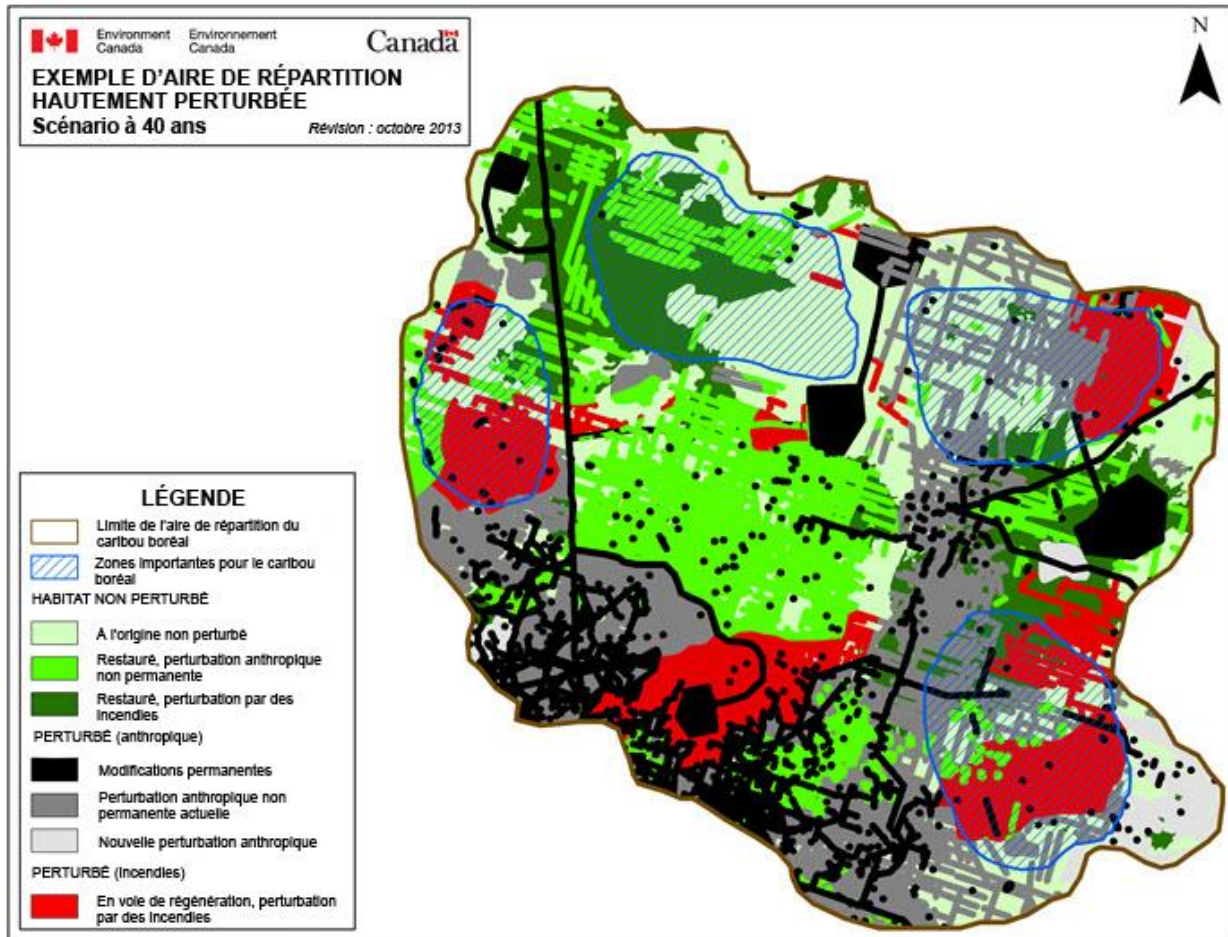 Environment Environnement
Canada Canada
Canada
EXEMPLE D'AIRE DE RÉPARTITION
HAUTEMENT PERTURBÉE
Scénario à 40 ans
Révision : octobre 2013
N
LÉGENDE
Limite de l'aire de répartition du
caribou boréal
Zones importantes pour le caribou
boréal
HABITAT NON PERTURBÉ
À l'origine non perturbé
Restauré, perturbation anthropique
non permanente
Restauré, perturbation par des
incendies
PERTURBÉ (anthropique)
Modifications permanentes
Perturbation anthropique non
permanente actuelle
Nouvelle perturbation anthropique
PERTURBÉ (incendies)
En voie de régénération, perturbation
par des incendies